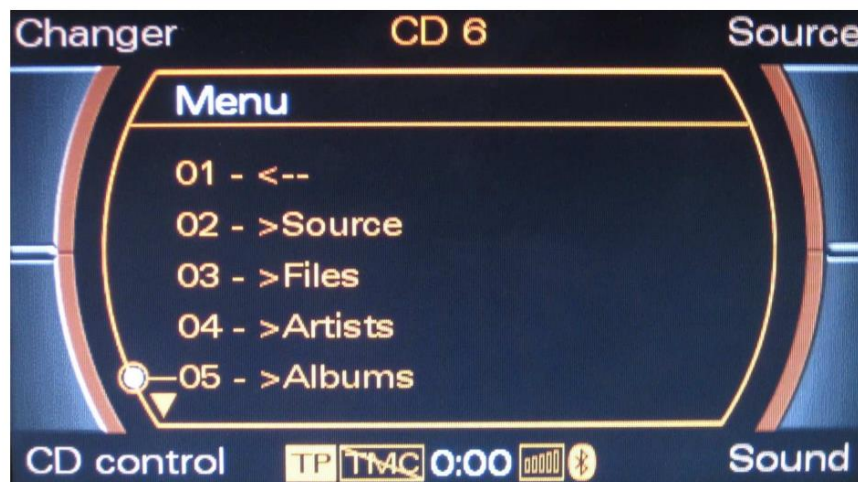 Changer CD 6 Source
Menu
01 - <--
02 - >Source
03 - >Files
04 - >Artists
05 - >Albums
CD control TP TMC 0:00 Sound